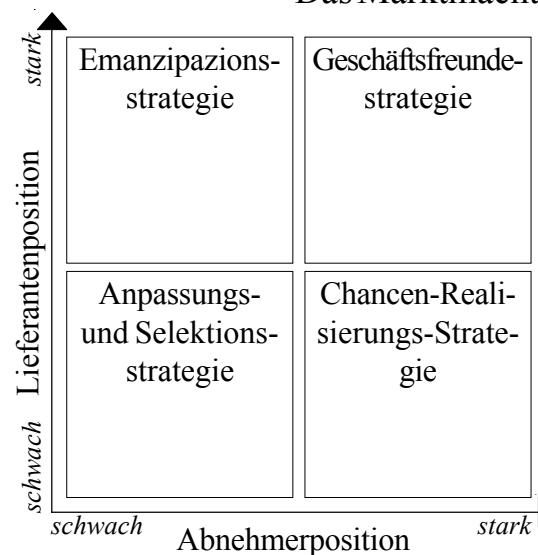 Das Marktmacht
stark
Emanzipazions-
strategie
Geschäftsfreunde-
strategie
Lieferantenposition
Anpassungs-
und Selektions-
strategie
Chancen-Reali-
sierungs-Strate-
gie
schwach
schwach
Abnehmerposition
stark